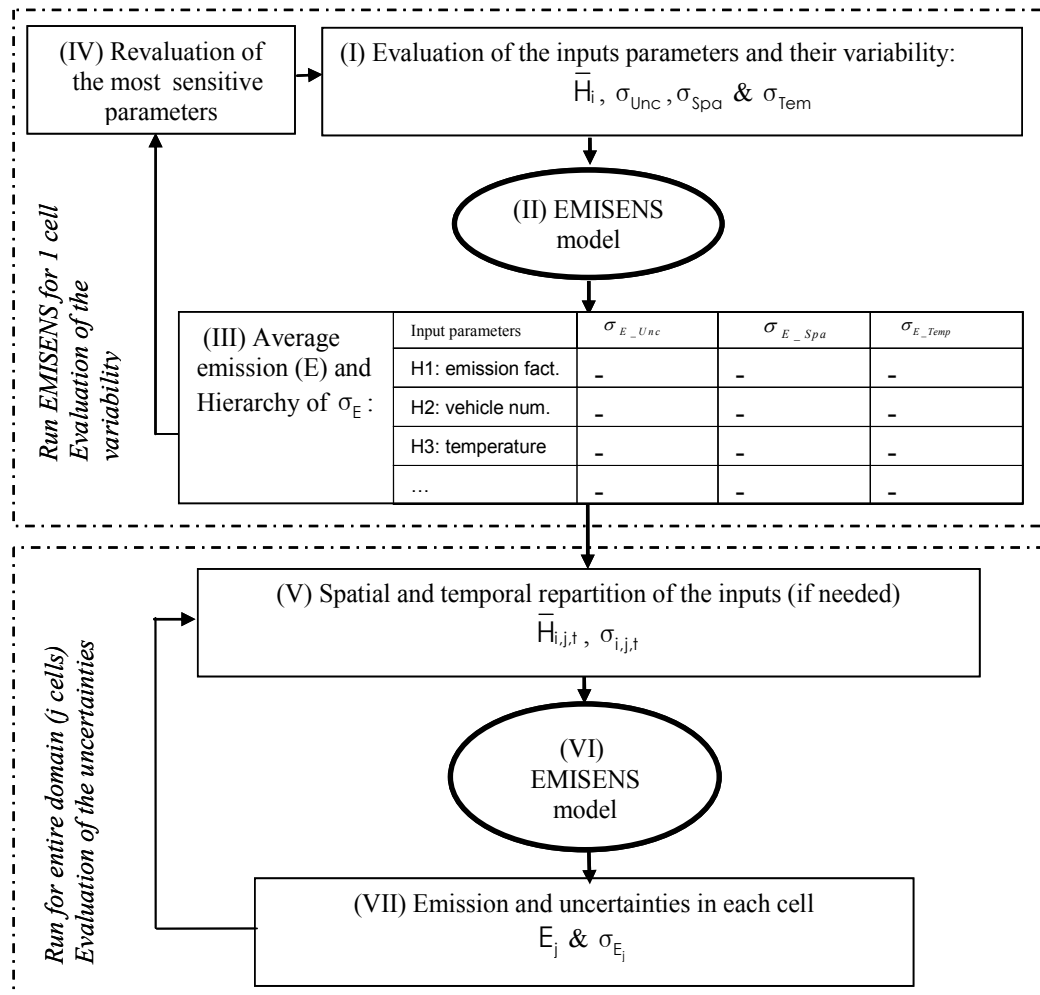 (IV) Revaluation of
the most sensitive
parameters
(I) Evaluation of the inputs parameters and their variability:
H̅i, σUnc ,σSpa & σTem
(II) EMISENS
model
Run EMISENS for 1 cell
Evaluation of the
variability
(III) Average
emission (E) and
Hierarchy of σE :
Input parameters σE_Unc σE_Spa σE_Temp
H1: emission fact. - - -
H2: vehicle num. - - -
H3: temperature - - -
... - - -
Run for entire domain (j cells)
Evaluation of the uncertainties
(V) Spatial and temporal repartition of the inputs (if needed)
H̅i,j,t , σi,j,t
(VI)
EMISENS
model
(VII) Emission and uncertainties in each cell
Ej & σEj